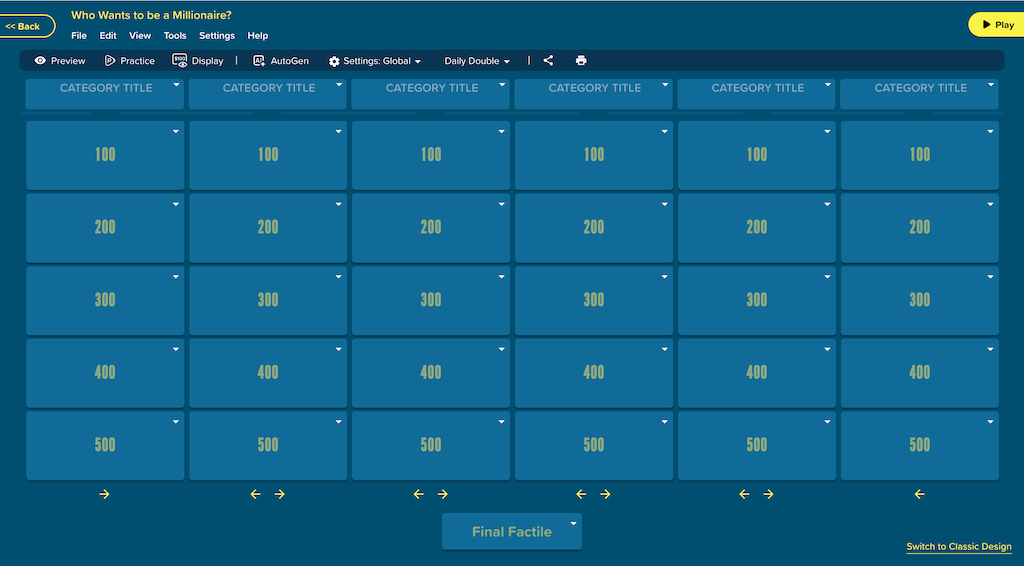 Who Wants to be a Millionaire?
<< Back
File Edit View Tools Settings Help
Play
Preview Practice $100 Display | AutoGen Settings: Global Daily Double |
CATEGORY TITLE CATEGORY TITLE CATEGORY TITLE CATEGORY TITLE CATEGORY TITLE CATEGORY TITLE
100 100 100 100 100 100
200 200 200 200 200 200
300 300 300 300 300 300
400 400 400 400 400 400
500 500 500 500 500 500
Final Factile
Switch to Classic Design